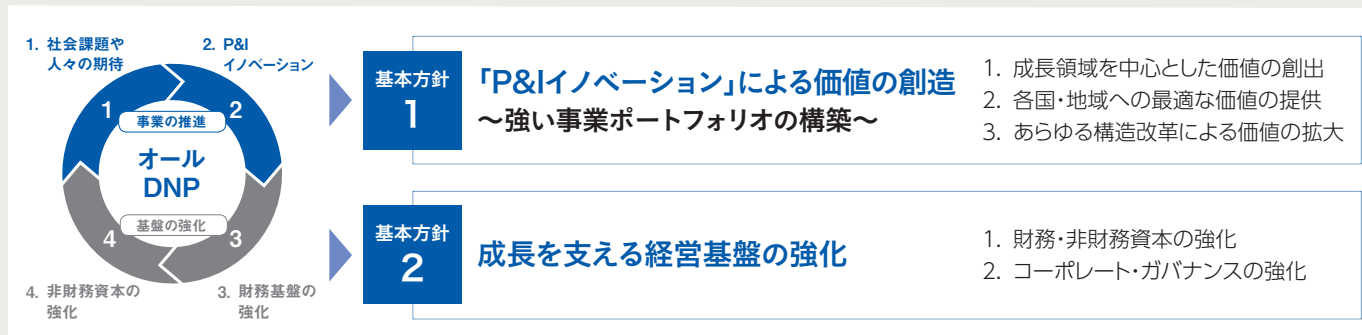 1. 社会課題や
人々の期待
2. P&I
イノベーション
1
2
事業の推進
オール
DNP
基盤の強化
4
3
4. 非財務資本の
強化
3. 財務基盤の
強化
基本方針
1
「P&Iイノベーション」による価値の創造
〜強い事業ポートフォリオの構築〜
1. 成長領域を中心とした価値の創出
2. 各国・地域への最適な価値の提供
3. あらゆる構造改革による価値の拡大
基本方針
2
成長を支える経営基盤の強化
1. 財務・非財務資本の強化
2. コーポレート・ガバナンスの強化